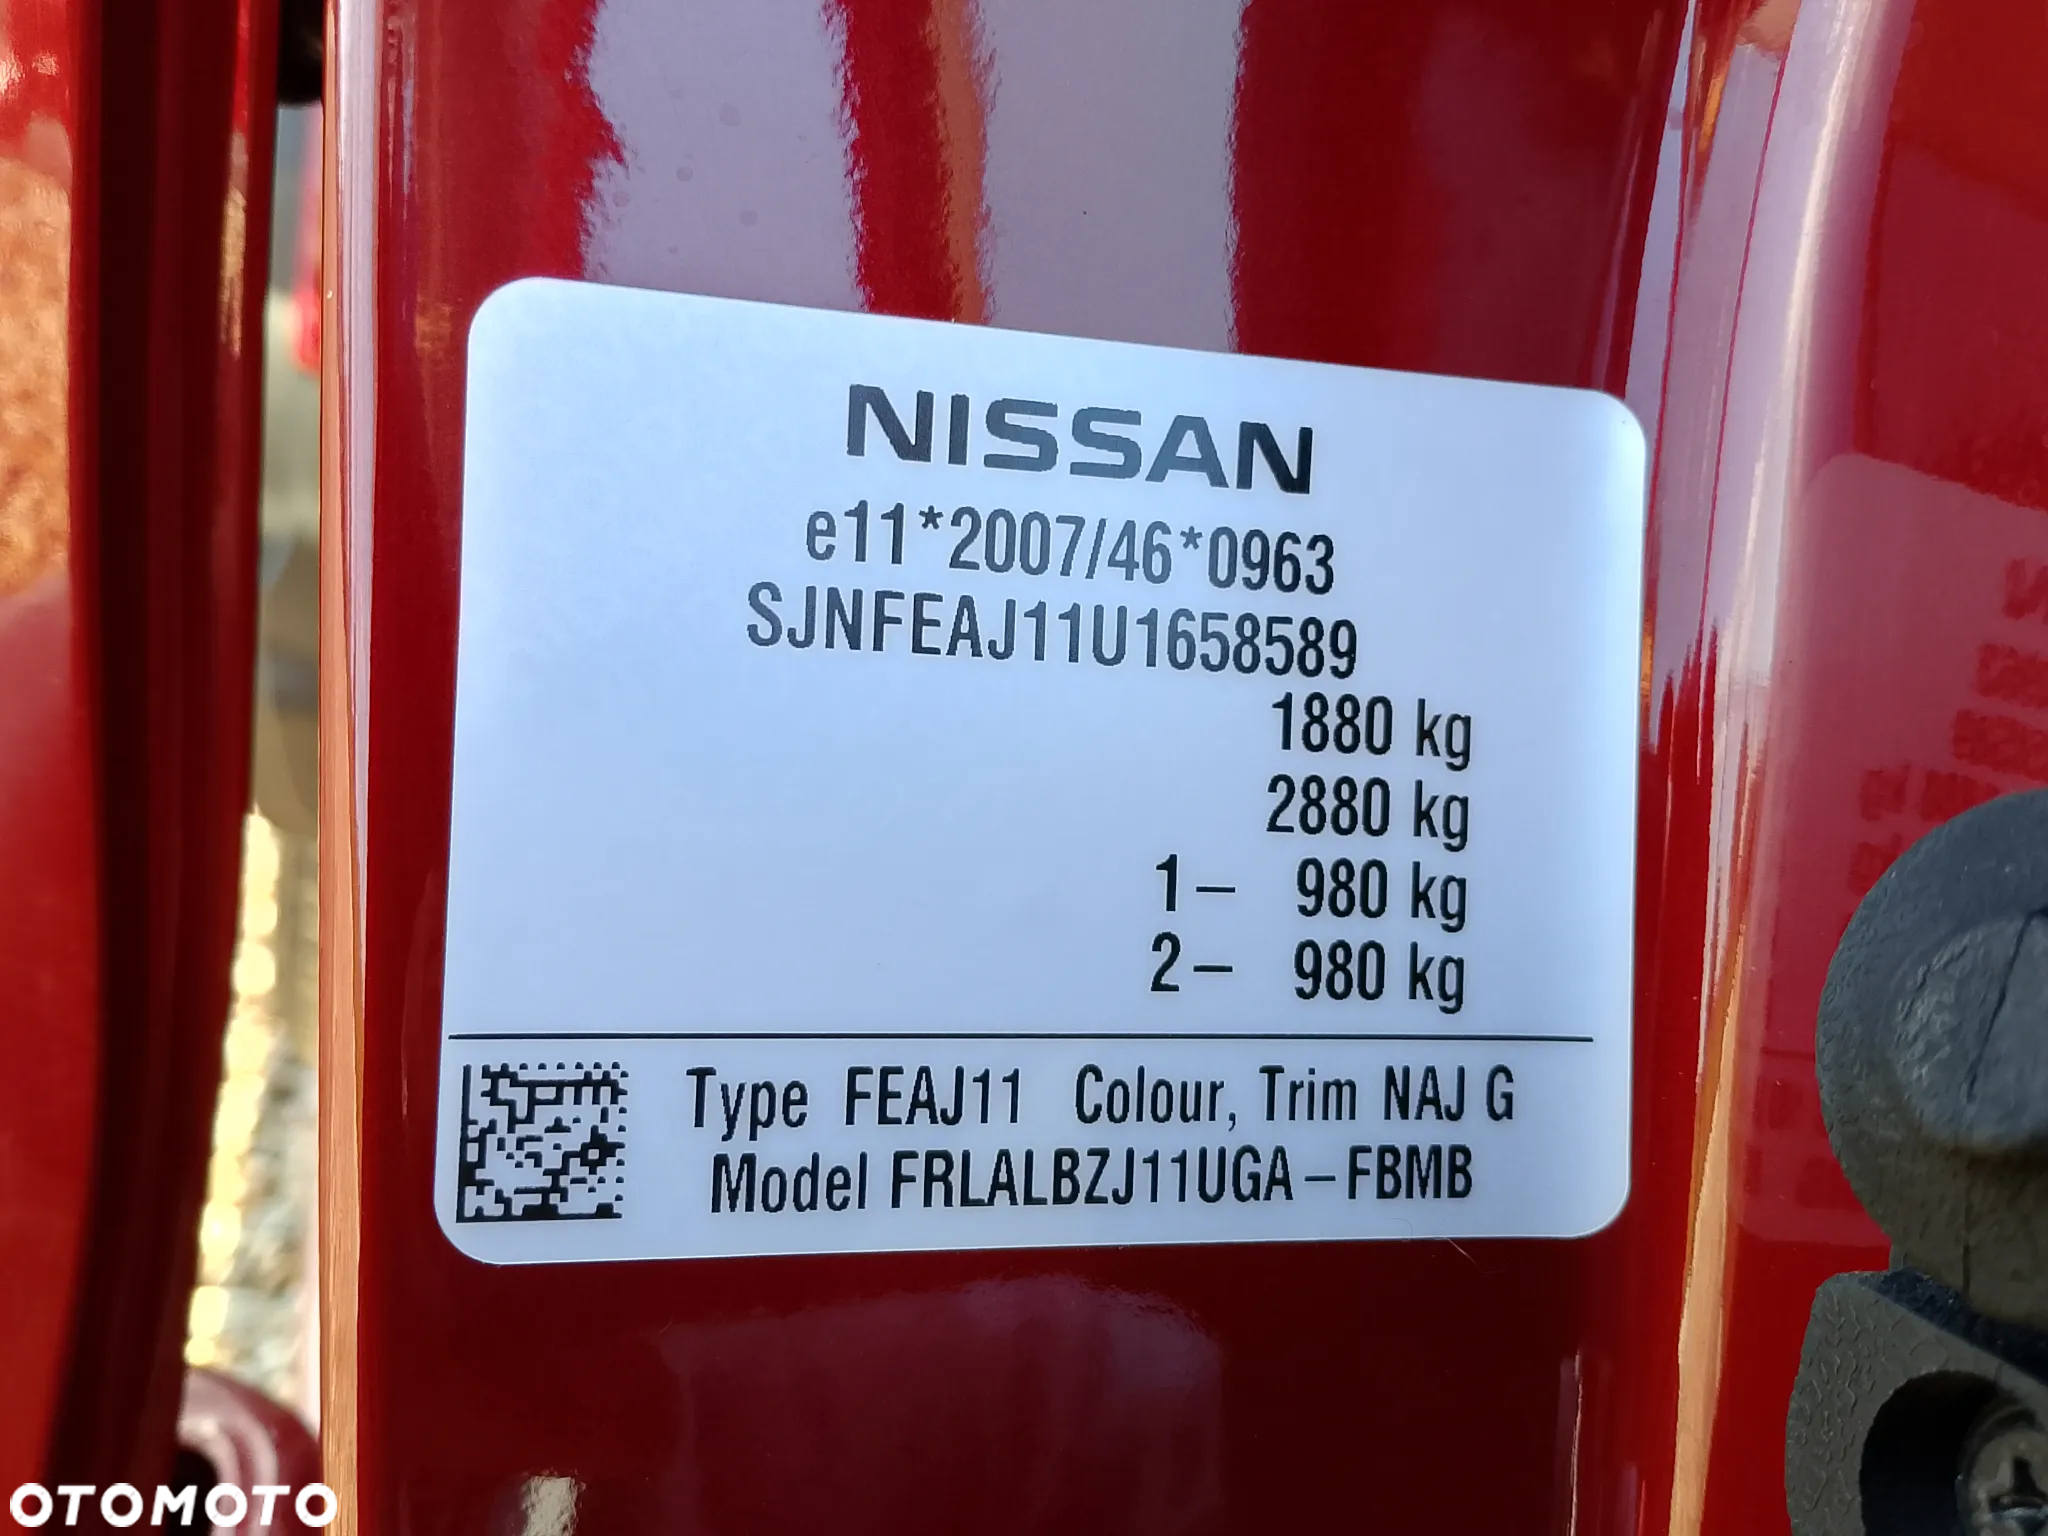 NISSAN
e11*2007/46*0963
SJNFEAJ11U1658589
1880 kg
2880 kg
1– 980 kg
2– 980 kg
Type FEAJ11 Colour, Trim NAJ G
Model FRLALBZJ11UGA–FBMB
OTOMOTO